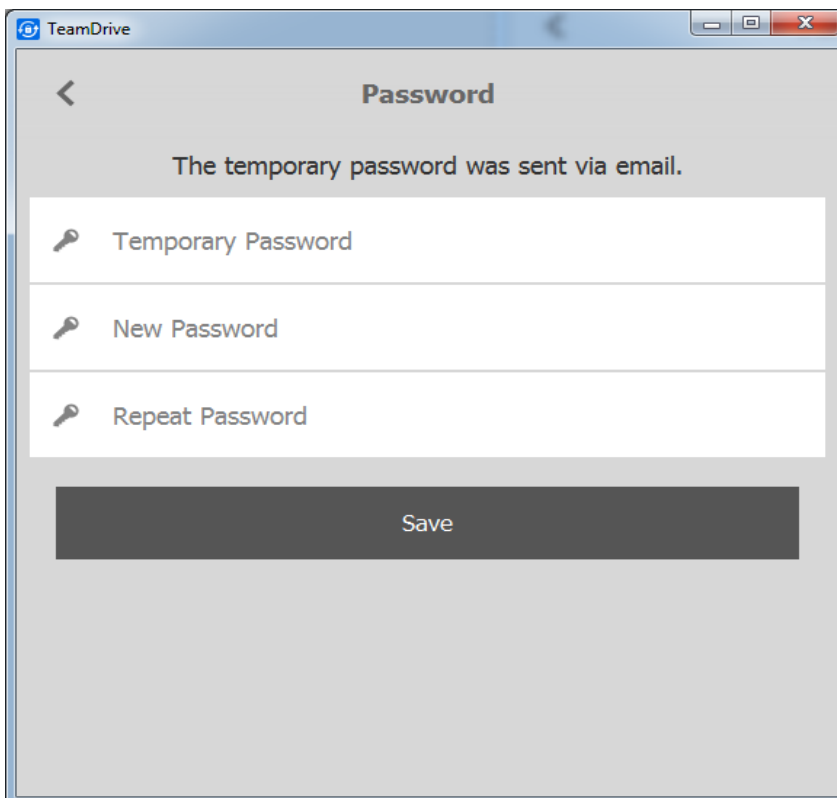 TeamDrive
Password
The temporary password was sent via email.
Temporary Password
New Password
Repeat Password
Save